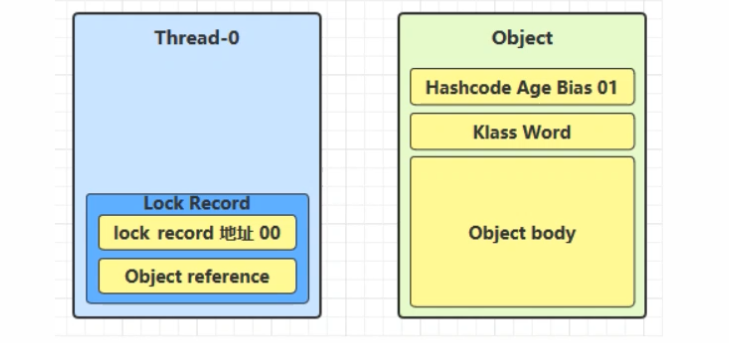 Thread-0
Lock Record
lock record 地址 00
Object reference
Object
Hashcode Age Bias 01
Klass Word
Object body